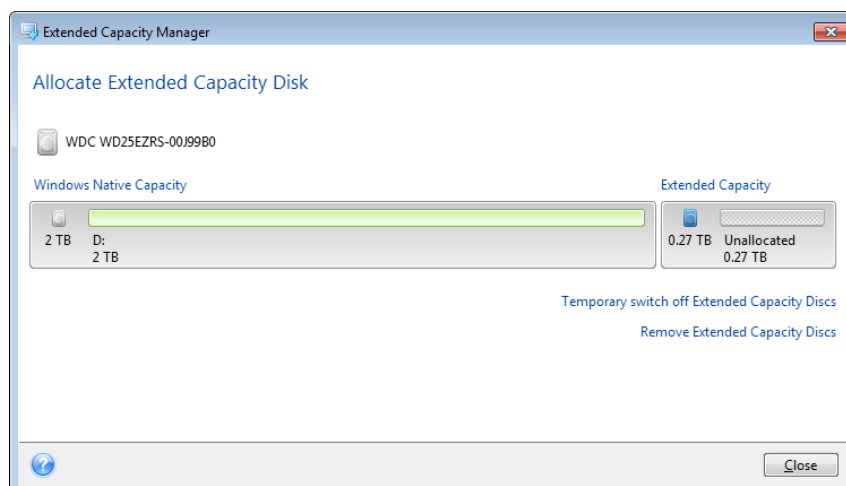 Extended Capacity Manager
Allocate Extended Capacity Disk
WDC WD25EZRS-00J99B0
Windows Native Capacity
Extended Capacity
2 TB
D:
2 TB
0.27 TB
Unallocated
0.27 TB
Temporary switch off Extended Capacity Discs
Remove Extended Capacity Discs
?
Close